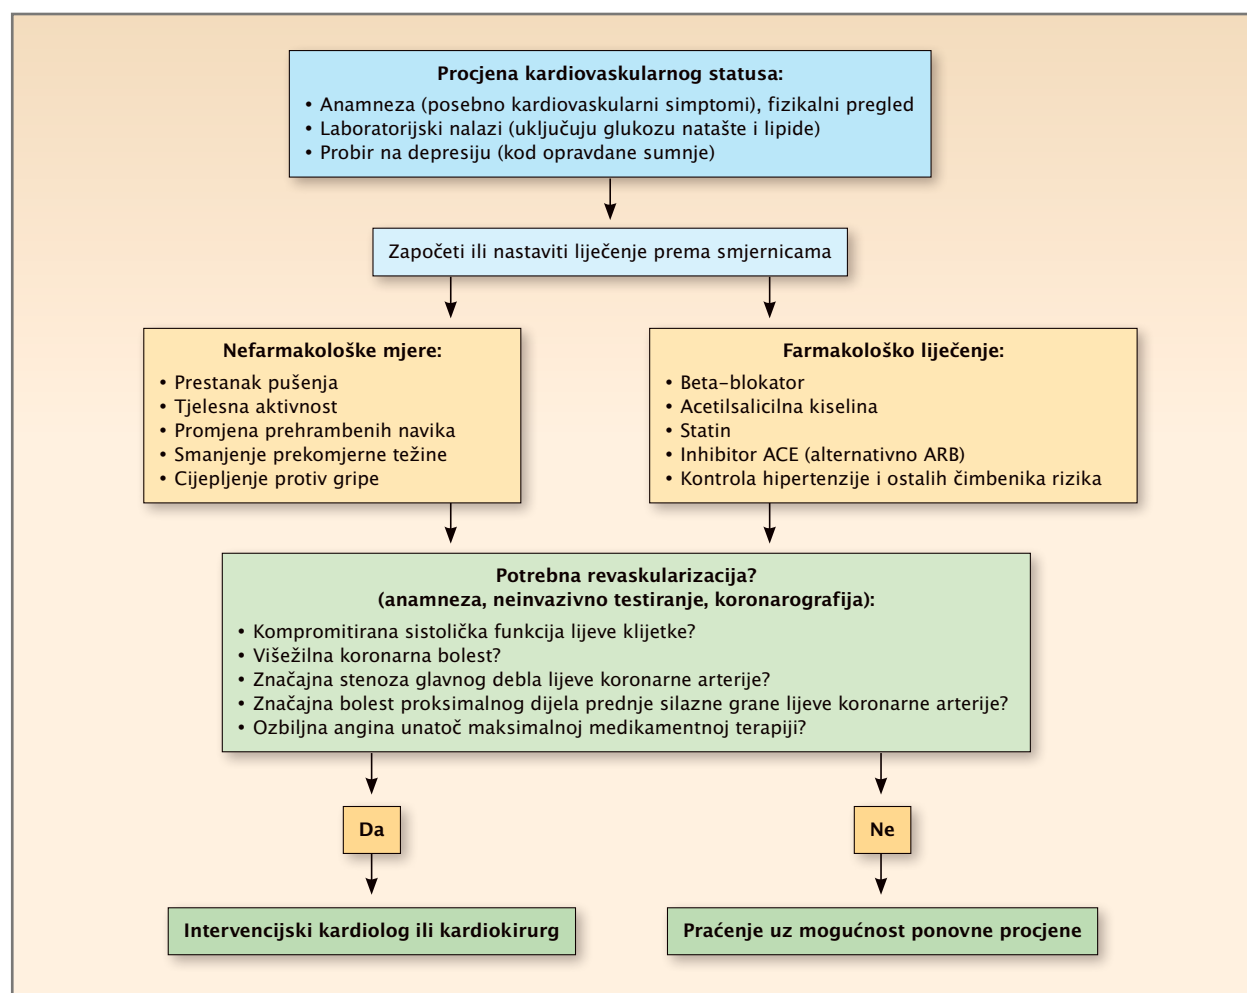 Procjena kardiovaskularnog statusa:
• Anamneza (posebno kardiovaskularni simptomi), fizikalni pregled
• Laboratorijski nalazi (uključuju glukozu natašte i lipide)
• Probir na depresiju (kod opravdane sumnje)
Započeti ili nastaviti liječenje prema smjernicama
Nefarmakološke mjere:
• Prestanak pušenja
• Tjelesna aktivnost
• Promjena prehrambenih navika
• Smanjenje prekomjerne težine
• Cijepljenje protiv gripe
Farmakološko liječenje:
• Beta-blokator
• Acetilsalicilna kiselina
• Statin
• Inhibitor ACE (alternativno ARB)
• Kontrola hipertenzije i ostalih čimbenika rizika
Potrebna revaskularizacija?
(anamneza, neinvazivno testiranje, koronarografija):
• Kompromitirana sistolička funkcija lijeve klijetke?
• Višežilna koronarna bolest?
• Značajna stenoza glavnog debla lijeve koronarne arterije?
• Značajna bolest proksimalnog dijela prednje silazne grane lijeve koronarne arterije?
• Ozbiljna angina unatoč maksimalnoj medikamentnoj terapiji?
Da
Ne
Intervencijski kardiolog ili kardiokirurg
Praćenje uz mogućnost ponovne procjene